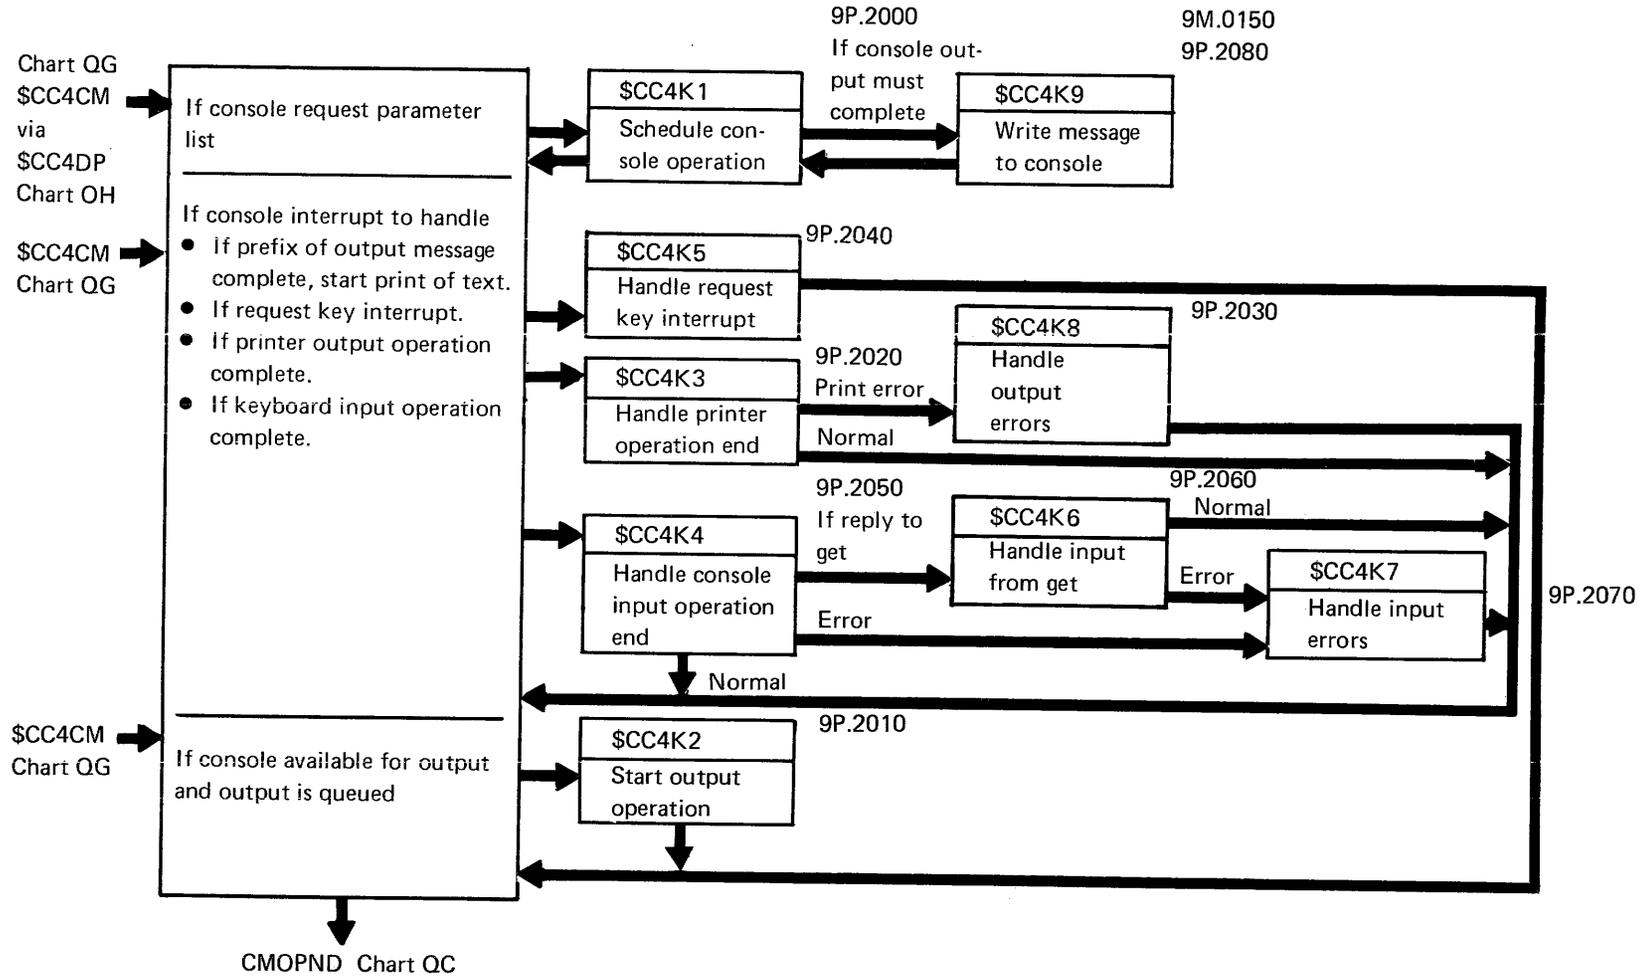 9P.2000
If console out-
put must
complete
9M.0150
9P.2080
Chart QG
$CC4CM
via
$CC4DP
Chart OH
If console request parameter
list
$CC4K1
Schedule con-
sole operation
$CC4K9
Write message
to console
$CC4CM
Chart QG
If console interrupt to handle
● If prefix of output message
complete, start print of text.
● If request key interrupt.
● If printer output operation
complete.
● If keyboard input operation
complete.
$CC4K5
Handle request
key interrupt
9P.2040
$CC4K3
Handle printer
operation end
9P.2020
Print error
Normal
$CC4K8
Handle
output
errors
9P.2030
$CC4K4
Handle console
input operation
end
9P.2050
If reply to
get
Error
Normal
$CC4K6
Handle input
from get
9P.2060
Normal
Error
$CC4K7
Handle input
errors
9P.2070
$CC4CM
Chart QG
If console available for output
and output is queued
$CC4K2
Start output
operation
9P.2010
CMOPND Chart QC